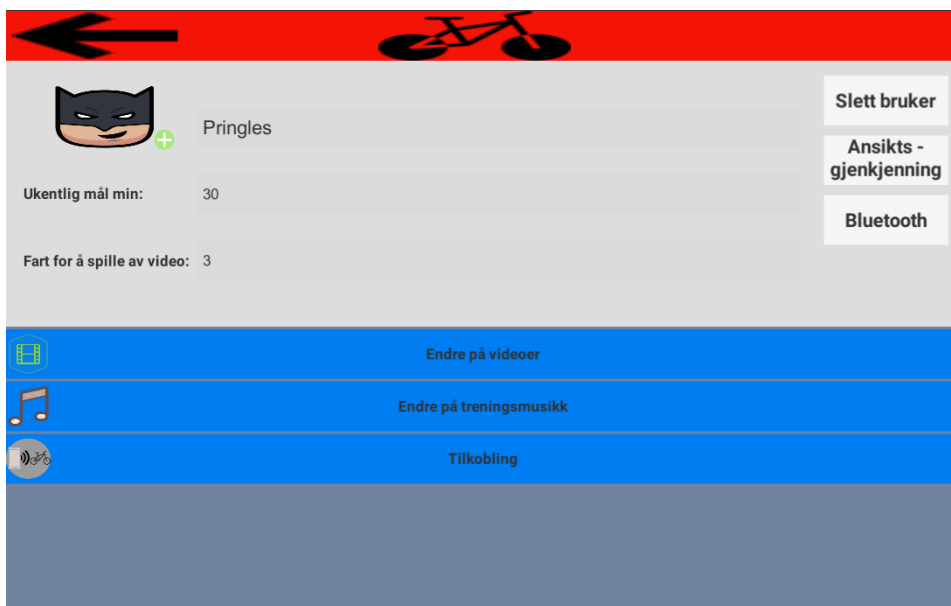 Pringles
Ukentlig mål min:
30
Fart for å spille av video:
3
Slett bruker
Ansikts -
gjenkjenning
Bluetooth
Endre på videoer
Endre på treningsmusikk
Tilkobling